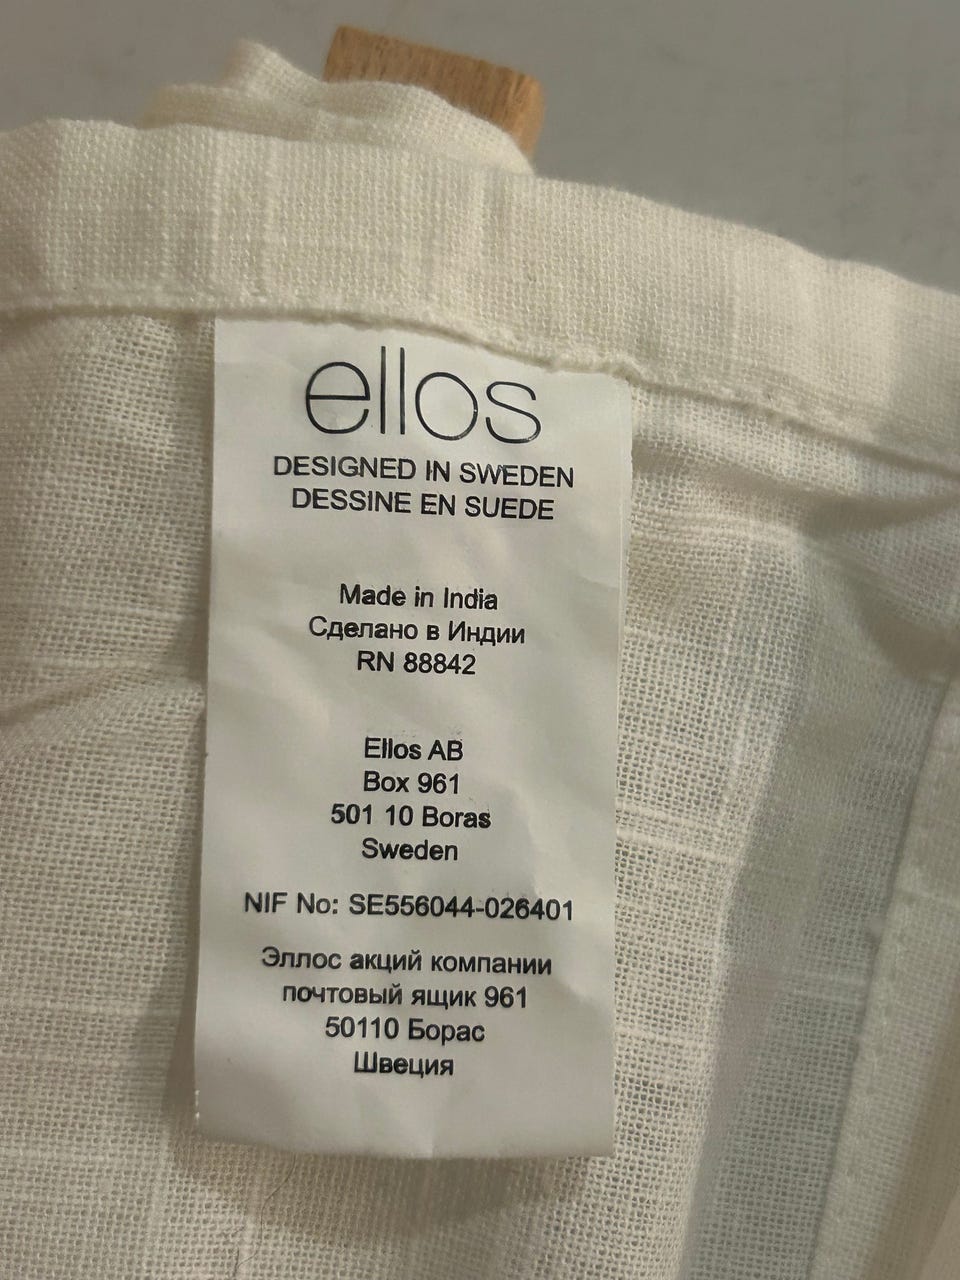 ellos
DESIGNED IN SWEDEN
DESSINE EN SUEDE
Made in India
Сделано в Индии
RN 88842
Ellos AB
Box 961
501 10 Boras
Sweden
NIF No: SE556044-026401
Эллос акций компании
почтовый ящик 961
50110 Борас
Швеция